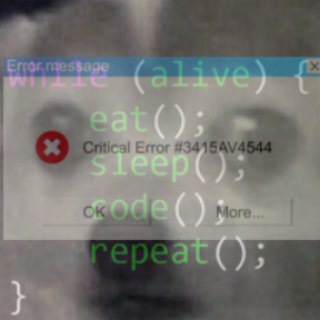 Error message
while (alive) {
eat();
Critical Error #3415AV4544
sleep();
code();
OK
More...
repeat();
}